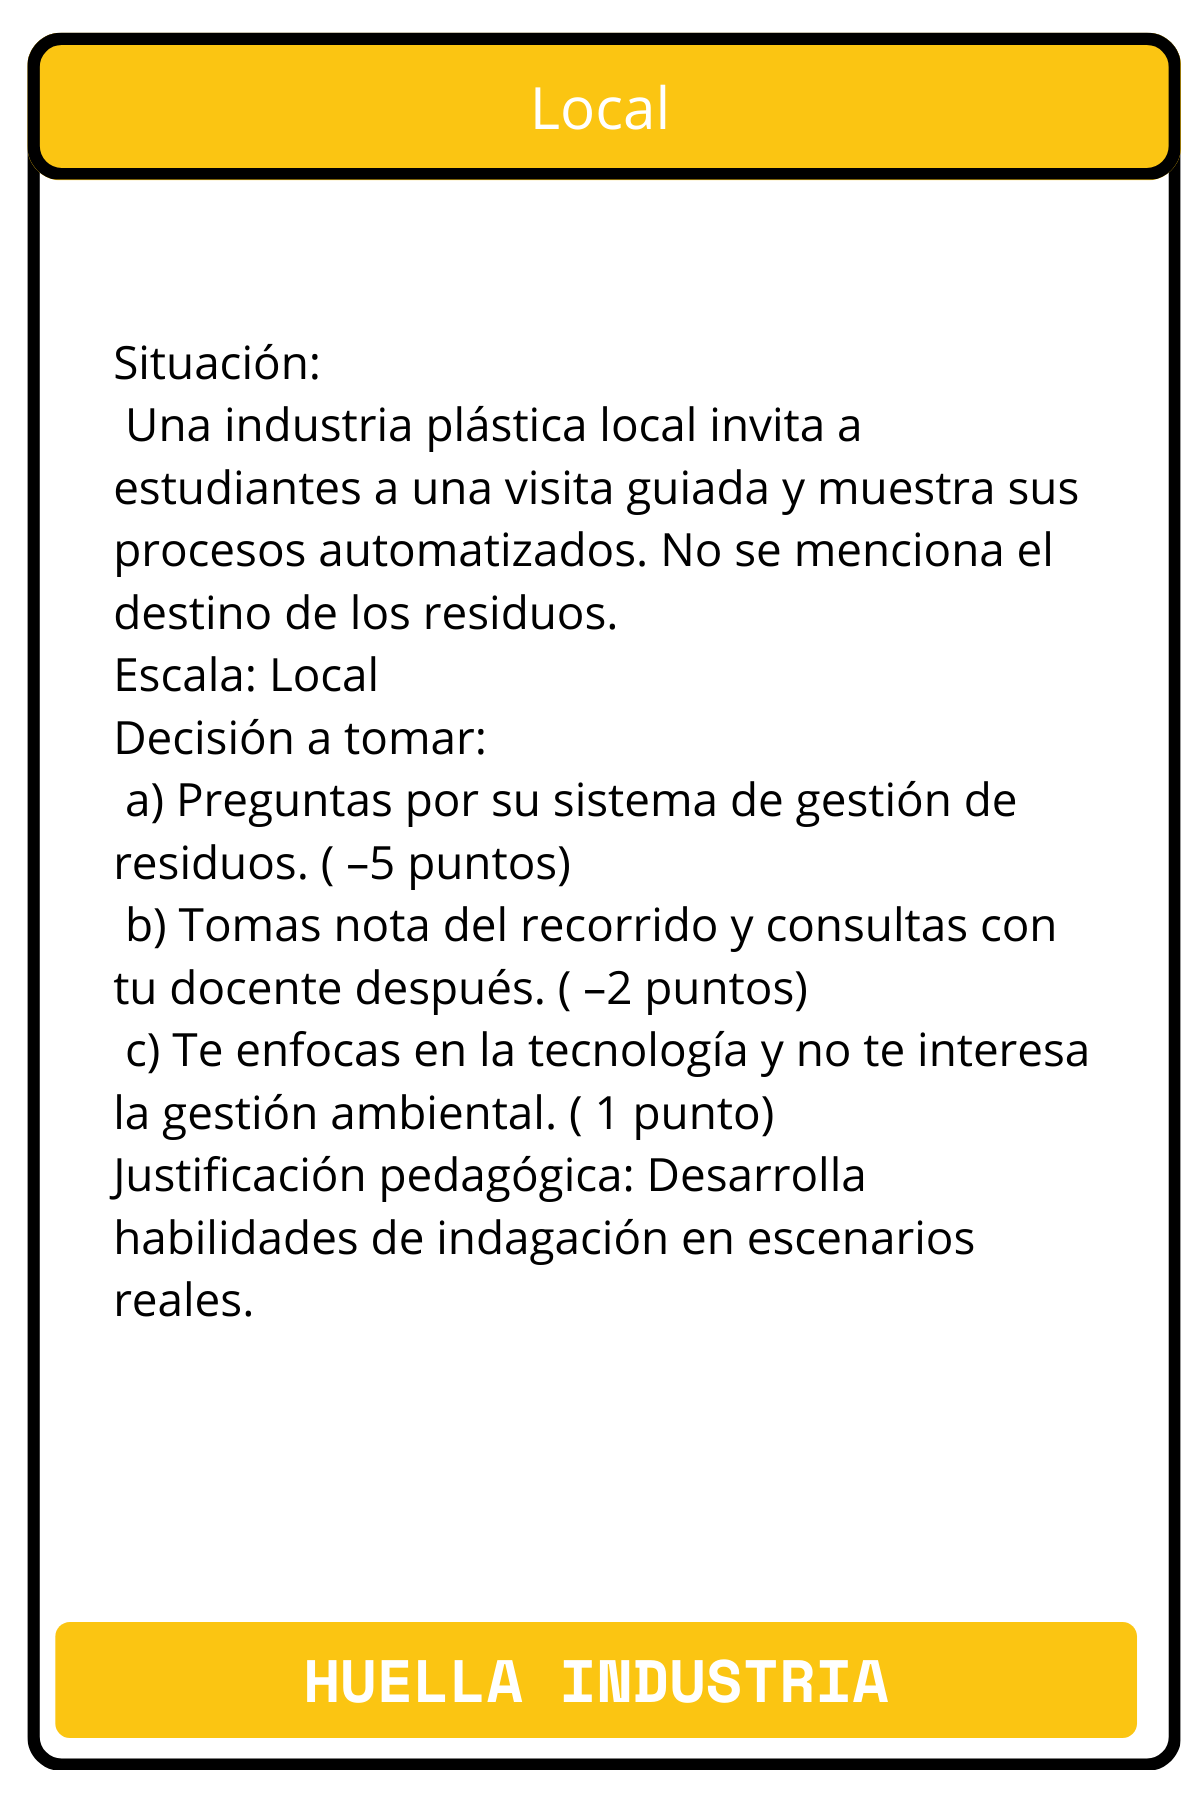 Local
Situación:
Una industria plástica local invita a
estudiantes a una visita guiada y muestra sus
procesos automatizados. No se menciona el
destino de los residuos.
Escala: Local
Decisión a tomar:
a) Preguntas por su sistema de gestión de
residuos. ( –5 puntos)
b) Tomas nota del recorrido y consultas con
tu docente después. ( –2 puntos)
c) Te enfocas en la tecnología y no te interesa
la gestión ambiental. ( 1 punto)
Justificación pedagógica: Desarrolla
habilidades de indagación en escenarios
reales.
HUELLA INDUSTRIA